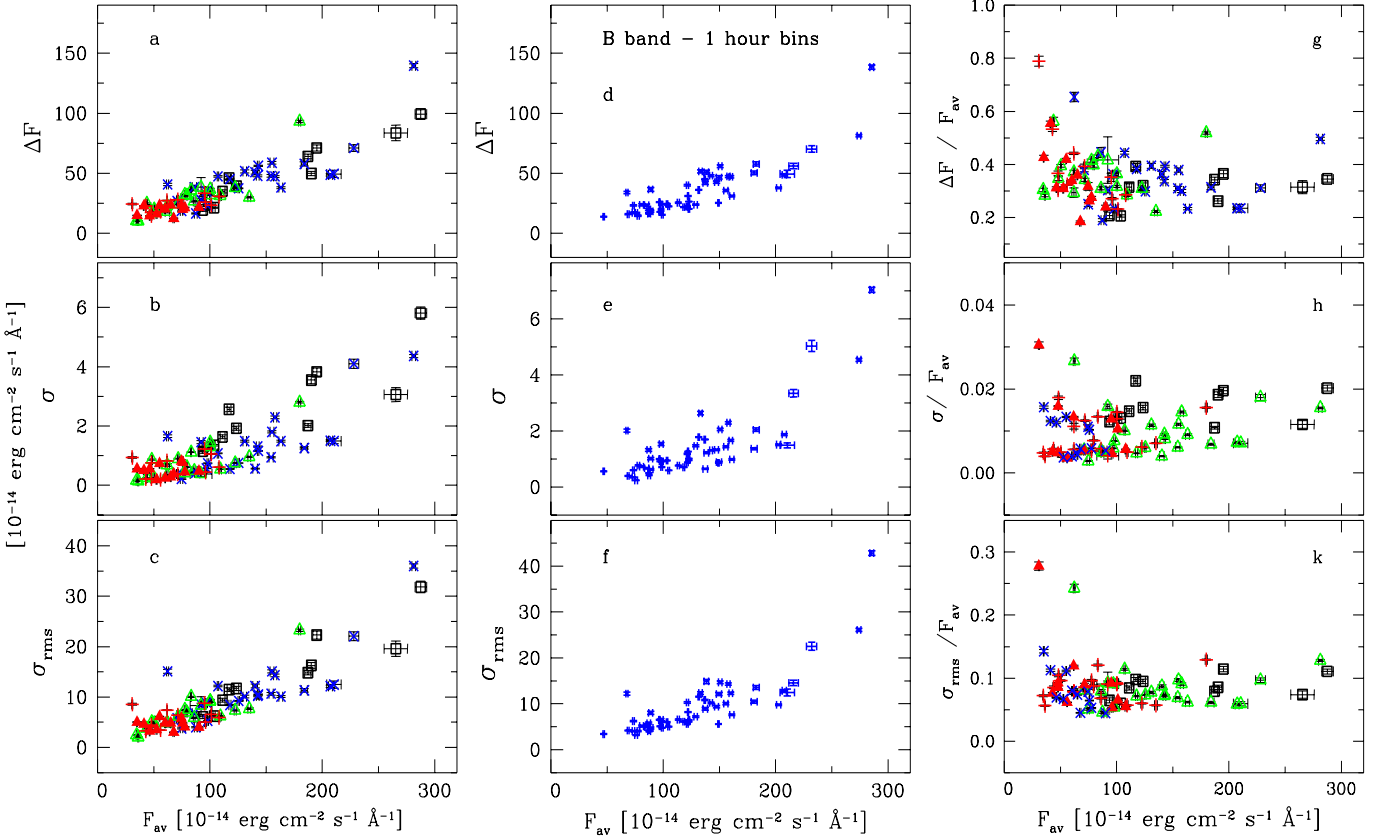 a
ΔF
150
100
50
0
B band – 1 hour bins
d
ΔF
150
100
50
0
g
ΔF / F_av
1.0
0.8
0.6
0.4
0.2
b
σ
6
4
2
0
e
σ
6
4
2
0
h
σ / F_av
0.04
0.02
0.00
[10⁻¹⁴ erg cm⁻² s⁻¹ Å⁻¹]
c
σ_rms
40
30
20
10
0
f
σ_rms
40
30
20
10
0
k
σ_rms / F_av
0.3
0.2
0.1
0.0
0 100 200 300
0 100 200 300
0 100 200 300
F_av [10⁻¹⁴ erg cm⁻² s⁻¹ Å⁻¹]
F_av [10⁻¹⁴ erg cm⁻² s⁻¹ Å⁻¹]
F_av [10⁻¹⁴ erg cm⁻² s⁻¹ Å⁻¹]